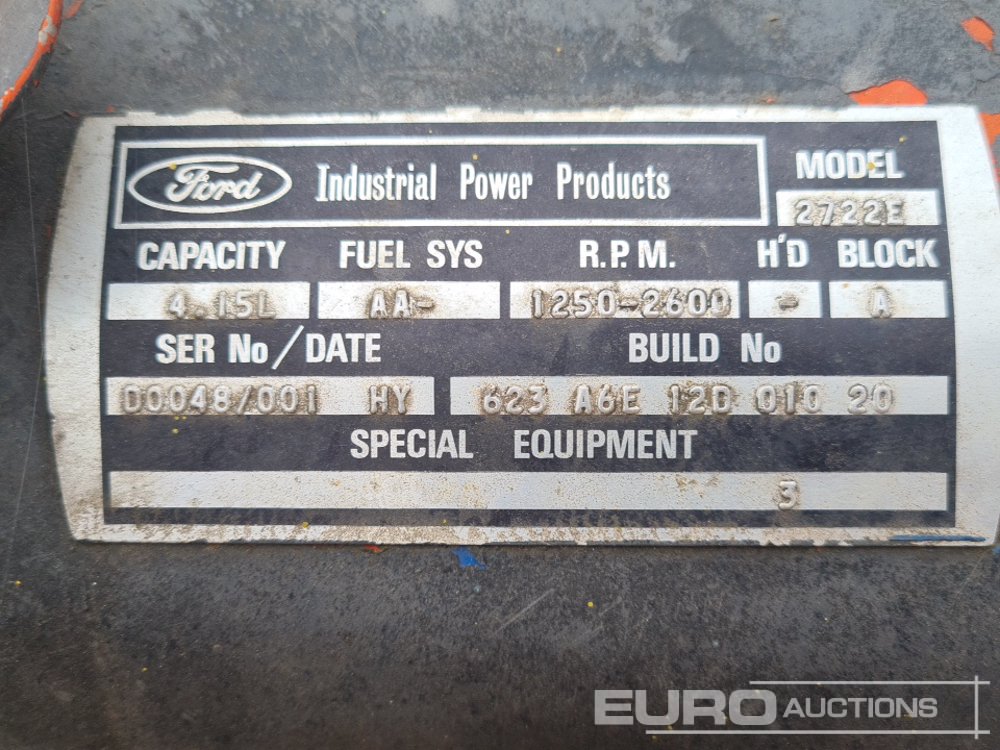 Ford Industrial Power Products MODEL
2722E
CAPACITY FUEL SYS R.P.M. H'D BLOCK
4.15L AA- 1250-2600 - A
SER No/DATE BUILD No
D0048/001 HY 623 A6E 12D 010 20
SPECIAL EQUIPMENT
3
EURO AUCTIONS